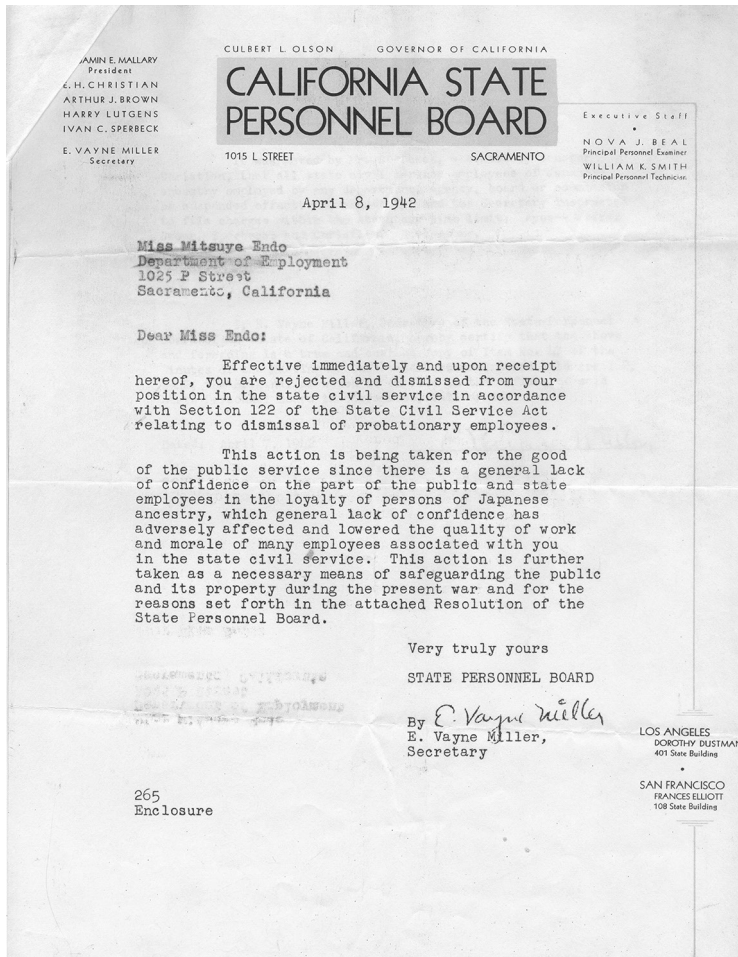 CULBERT L. OLSON GOVERNOR OF CALIFORNIA
CALIFORNIA STATE
PERSONNEL BOARD
1015 L STREET SACRAMENTO
AMIN E. MALLARY
President
E. H. CHRISTIAN
ARTHUR J. BROWN
HARRY LUTGENS
IVAN C. SPERBECK
E. VAYNE MILLER
Secretary
Executive Staff
•
NOVA J. BEAL
Principal Personnel Examiner
WILLIAM K. SMITH
Principal Personnel Technician
April 8, 1942
Miss Mitsuye Endo
Department of Employment
1025 P Street
Sacramento, California
Dear Miss Endo:
Effective immediately and upon receipt
hereof, you are rejected and dismissed from your
position in the state civil service in accordance
with Section 122 of the State Civil Service Act
relating to dismissal of probationary employees.
This action is being taken for the good
of the public service since there is a general lack
of confidence on the part of the public and state
employees in the loyalty of persons of Japanese
ancestry, which general lack of confidence has
adversely affected and lowered the quality of work
and morale of many employees associated with you
in the state civil service. This action is further
taken as a necessary means of safeguarding the public
and its property during the present war and for the
reasons set forth in the attached Resolution of the
State Personnel Board.
Very truly yours
STATE PERSONNEL BOARD
By E. Vayne Miller
E. Vayne Miller,
Secretary
265
Enclosure
LOS ANGELES
DOROTHY DUSTMAN
401 State Building
•
SAN FRANCISCO
FRANCES ELLIOTT
108 State Building